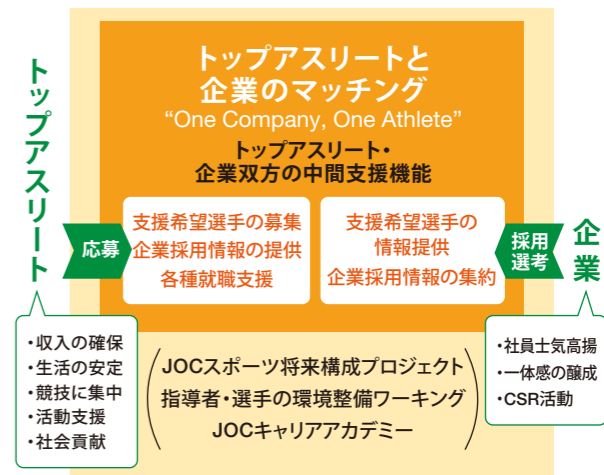 トップアスリートと
企業のマッチング
“One Company, One Athlete”
トップアスリート・
企業双方の中間支援機能
トップアスリート
応募
支援希望選手の募集
企業採用情報の提供
各種就職支援
支援希望選手の
情報提供
企業採用情報の集約
採用
選考
企業
・収入の確保
・生活の安定
・競技に集中
・活動支援
・社会貢献
JOCスポーツ将来構成プロジェクト
指導者・選手の環境整備ワーキング
JOCキャリアアカデミー
・社員士気高揚
・一体感の醸成
・CSR活動